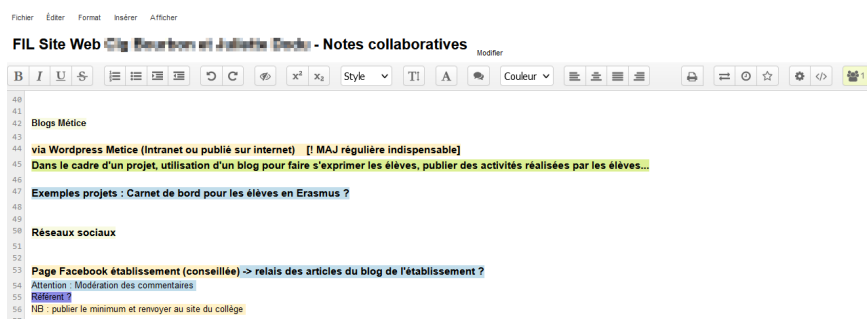 Fichier Éditer Format Insérer Afficher
FIL Site Web - Notes collaboratives Modifier
B I U S x² x₂ Style T! A Couleur 1
40
41
42 Blogs Métice
43
44 via Wordpress Metice (Intranet ou publié sur internet) [! MAJ régulière indispensable]
45 Dans le cadre d'un projet, utilisation d'un blog pour faire s'exprimer les élèves, publier des activités réalisées par les élèves...
46
47 Exemples projets : Carnet de bord pour les élèves en Erasmus ?
48
49
50 Réseaux sociaux
51
52
53 Page Facebook établissement (conseillée) -> relais des articles du blog de l'établissement ?
54 Attention : Modération des commentaires
55 Référent ?
56 NB : publier le minimum et renvoyer au site du collège